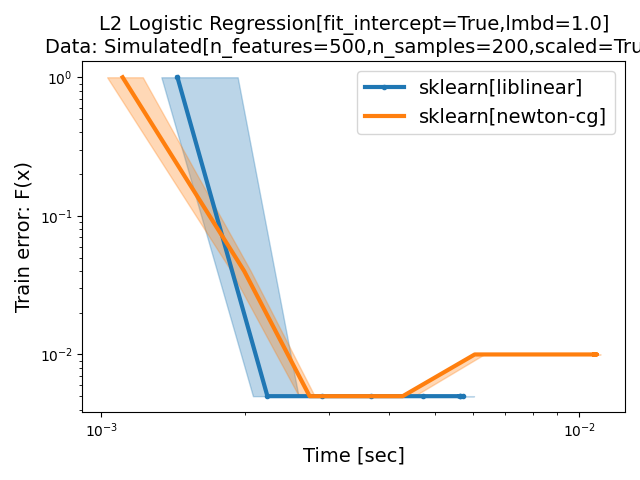 L2 Logistic Regression[fit_intercept=True,lmbd=1.0]
Data: Simulated[n_features=500,n_samples=200,scaled=Tru
sklearn[liblinear]
sklearn[newton-cg]
Train error: F(x)
10⁰
10⁻¹
10⁻²
10⁻³
10⁻²
Time [sec]